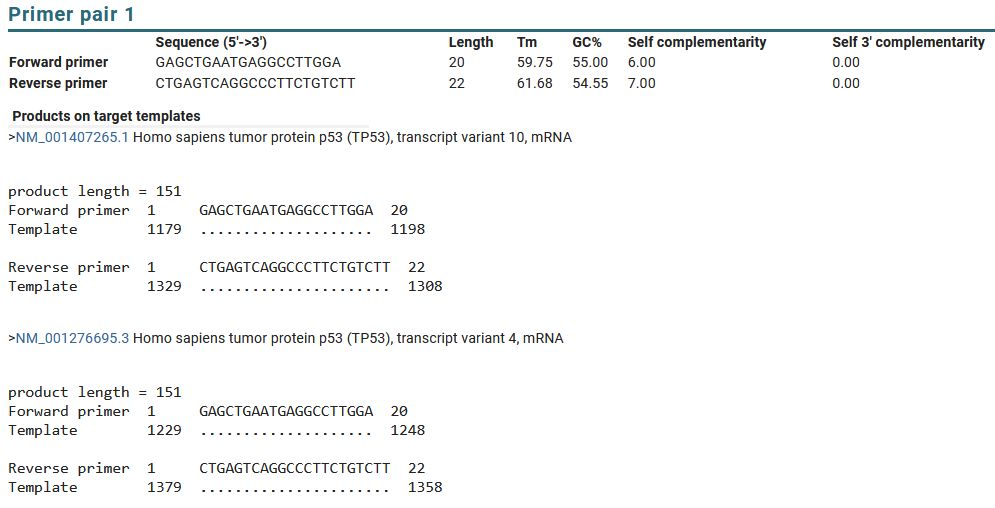 Primer pair 1
Sequence (5'->3') Length Tm GC% Self complementarity Self 3' complementarity
Forward primer GAGCTGAATGAGGCCTTGGA 20 59.75 55.00 6.00 0.00
Reverse primer CTGAGTCAGGCCCTTCTGTCTT 22 61.68 54.55 7.00 0.00
Products on target templates
>NM_001407265.1 Homo sapiens tumor protein p53 (TP53), transcript variant 10, mRNA
product length = 151
Forward primer 1 GAGCTGAATGAGGCCTTGGA 20
Template 1179 .................... 1198
Reverse primer 1 CTGAGTCAGGCCCTTCTGTCTT 22
Template 1329 ...................... 1308
>NM_001276695.3 Homo sapiens tumor protein p53 (TP53), transcript variant 4, mRNA
product length = 151
Forward primer 1 GAGCTGAATGAGGCCTTGGA 20
Template 1229 .................... 1248
Reverse primer 1 CTGAGTCAGGCCCTTCTGTCTT 22
Template 1379 ...................... 1358